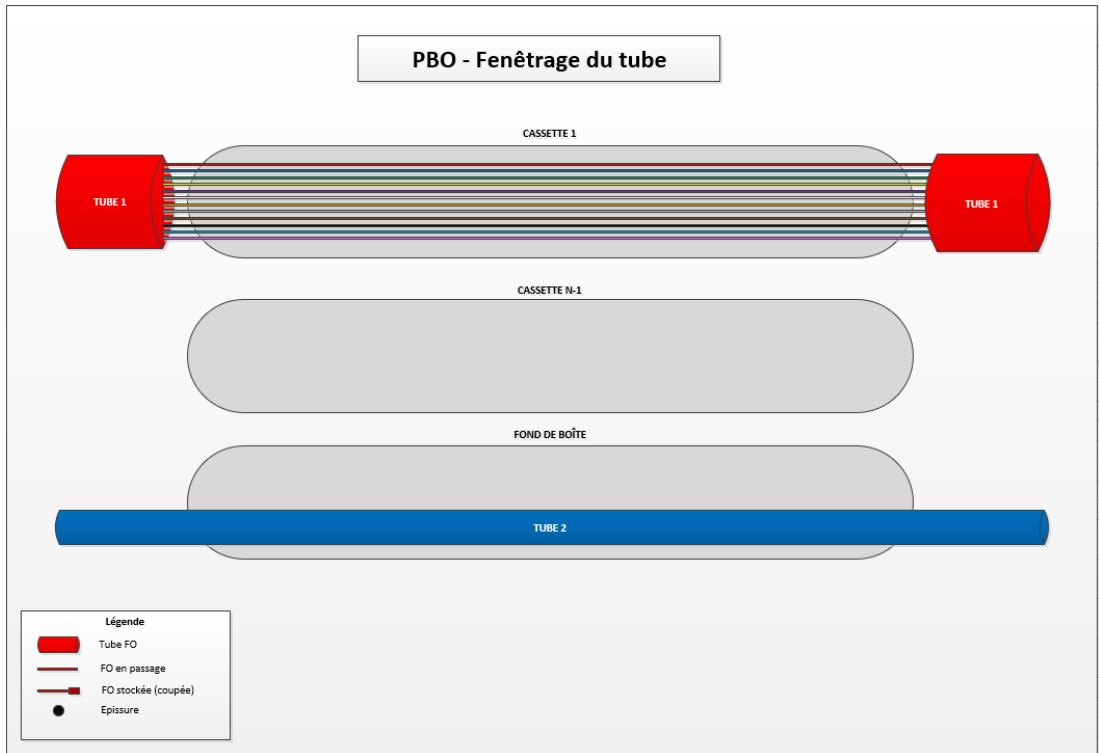 PBO - Fenêtrage du tube
CASSETTE 1
TUBE 1
TUBE 1
CASSETTE N-1
FOND DE BOÎTE
TUBE 2
Légende
Tube FO
FO en passage
FO stockée (coupée)
Epissure